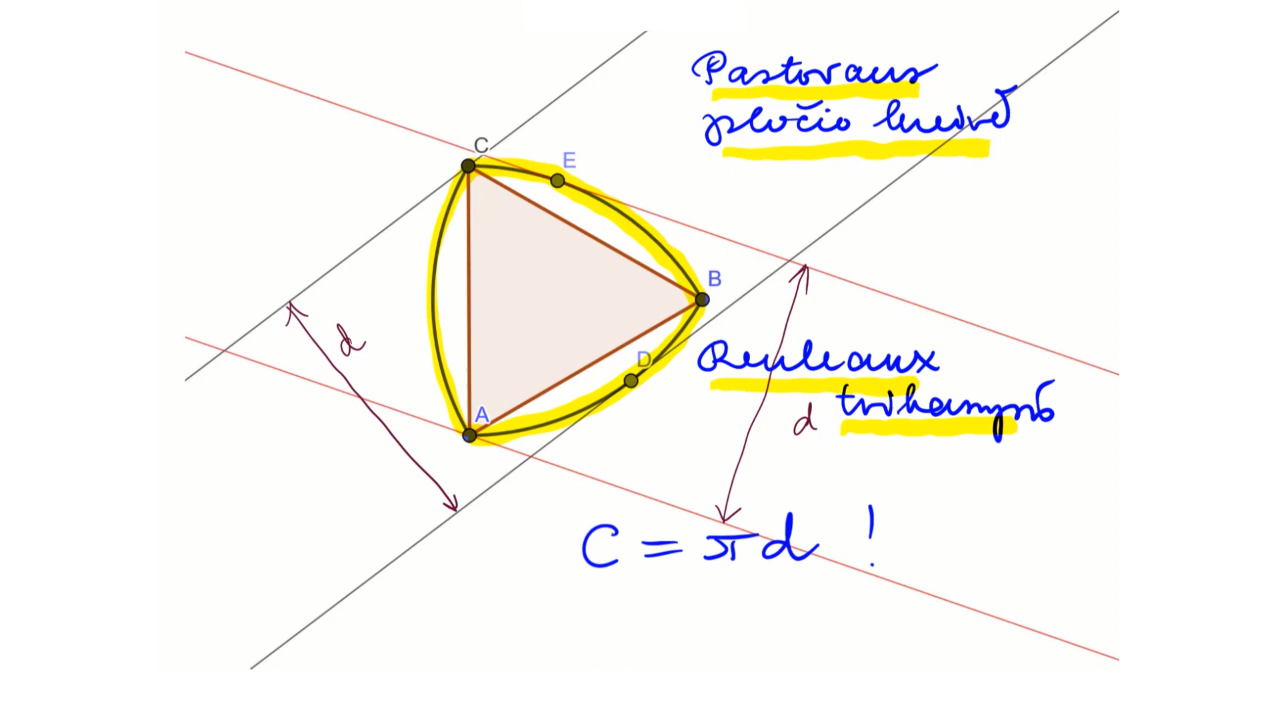 Pastovaus
pločio kreivė
C
E
B
d
D
Reuleaux
A
trikampis
d
C = πd !